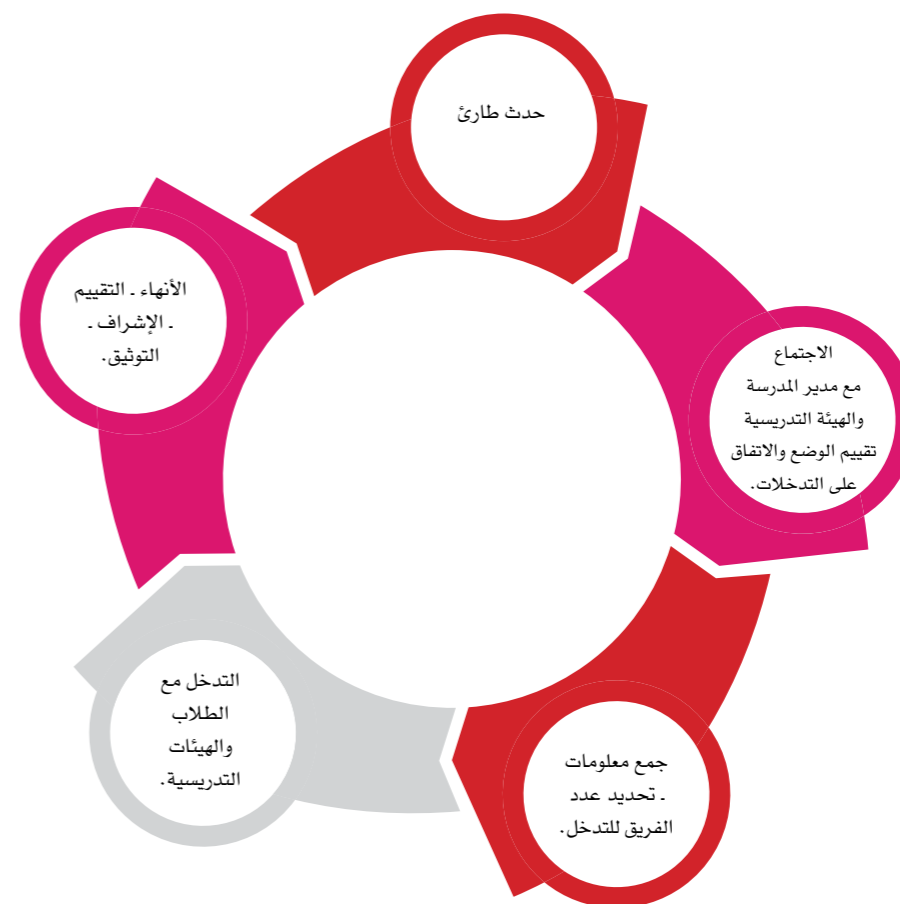 حدث طارئ
الاجتماع
مع مدير المدرسة
والهيئة التدريسية
تقييم الوضع والاتفاق
على التدخلات.
جمع معلومات
ـ تحديد عدد
الفريق للتدخل.
التدخل مع
الطلاب
والهيئات
التدريسية.
الأنهاء ـ التقييم
ـ الإشراف ـ
التوثيق.